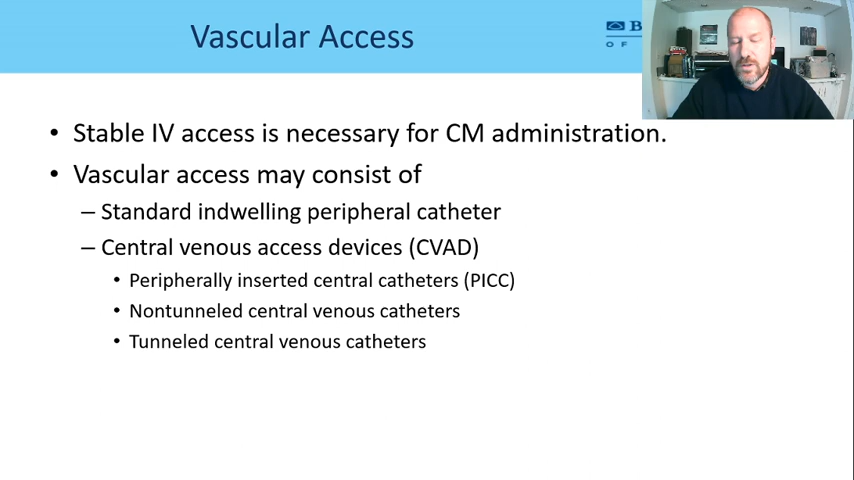 Vascular Access
• Stable IV access is necessary for CM administration.
• Vascular access may consist of
– Standard indwelling peripheral catheter
– Central venous access devices (CVAD)
• Peripherally inserted central catheters (PICC)
• Nontunneled central venous catheters
• Tunneled central venous catheters